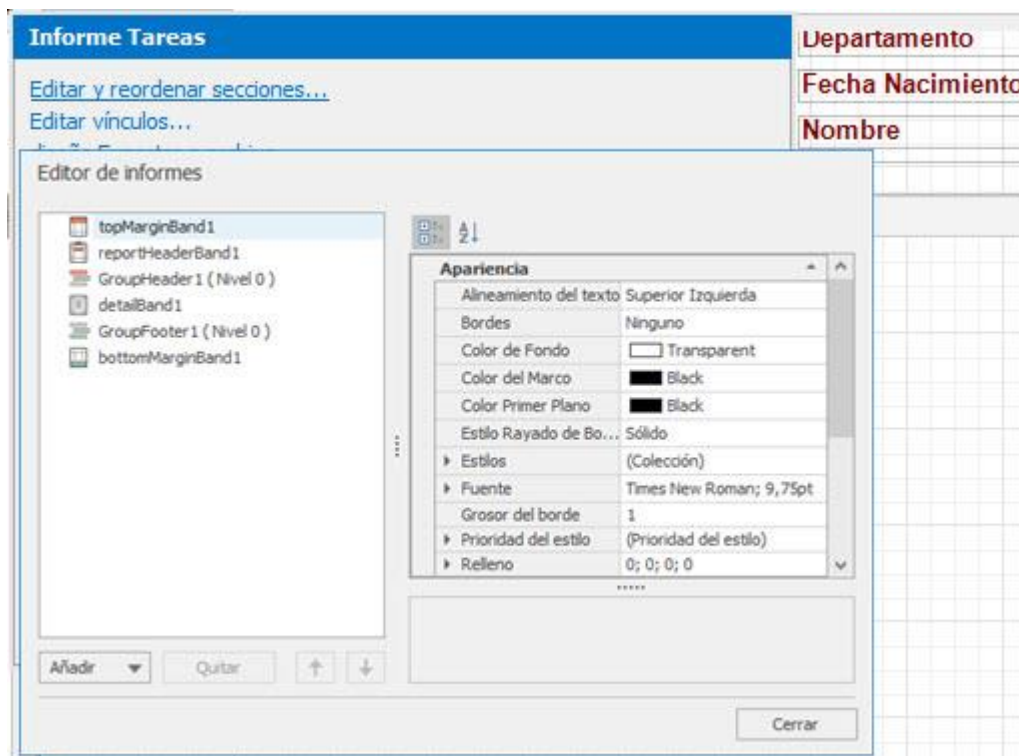 Informe Tareas
Departamento
Editar y reordenar secciones...
Fecha Nacimiento
Editar vínculos...
Nombre
Editor de informes
topMarginBand1
reportHeaderBand1
GroupHeader1 ( Nivel 0 )
detailBand1
GroupFooter1 ( Nivel 0 )
bottomMarginBand1
Apariencia
Alineamiento del texto Superior Izquierda
Bordes Ninguno
Color de Fondo Transparent
Color del Marco Black
Color Primer Plano Black
Estilo Rayado de Bo... Sólido
Estilos (Colección)
Fuente Times New Roman; 9,75pt
Grosor del borde 1
Prioridad del estilo (Prioridad del estilo)
Relleno 0; 0; 0; 0
Añadir Quitar
Cerrar